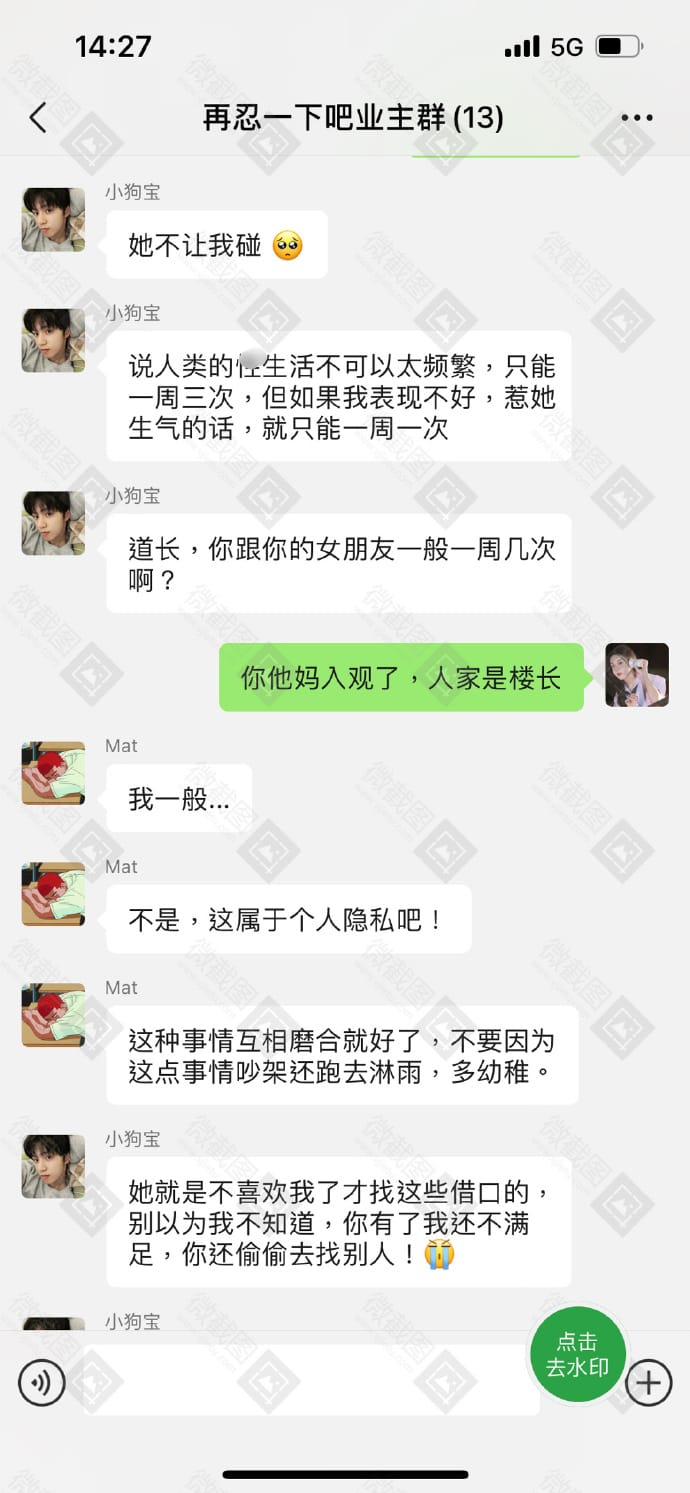 14:27
5G
再忍一下吧业主群(13)
小狗宝
她不让我碰🥺
小狗宝
说人类的性生活不可以太频繁，只能
一周三次，但如果我表现不好，惹她
生气的话，就只能一周一次
小狗宝
道长，你跟你的女朋友一般一周几次
啊？
你他妈入观了，人家是楼长
Mat
我一般...
Mat
不是，这属于个人隐私吧！
Mat
这种事情互相磨合就好了，不要因为
这点事情吵架还跑去淋雨，多幼稚。
小狗宝
她就是不喜欢我了才找这些借口的，
别以为我不知道，你有了我还不满
足，你还偷偷去找别人！😭
小狗宝
点击
去水印
微截图